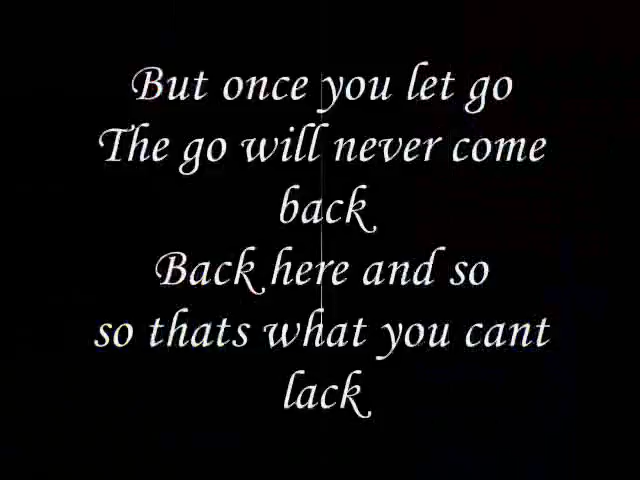 But once you let go
The go will never come
back
Back here and so
so thats what you cant
lack